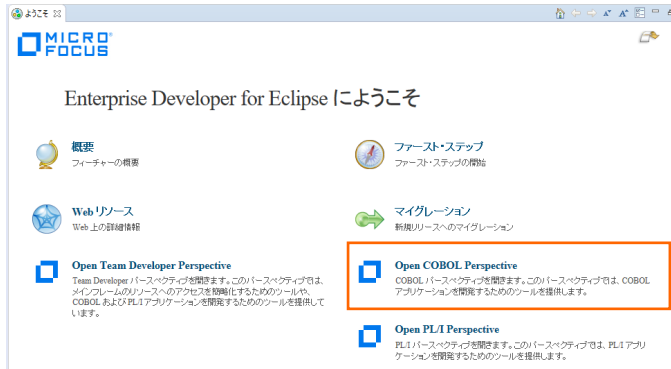 ようこそ
MICRO
FOCUS
Enterprise Developer for Eclipse にようこそ
概要
フィーチャーの概要
ファースト・ステップ
ファースト・ステップの開始
Web リソース
Web 上の詳細情報
マイグレーション
新規リリースへのマイグレーション
Open Team Developer Perspective
Team Developer パースペクティブを開きます。このパースペクティブでは、
メインフレームのリソースへのアクセスを簡略化するためのツールや、
COBOL および PL/I アプリケーションを開発するためのツールを提供して
います。
Open COBOL Perspective
COBOL パースペクティブを開きます。このパースペクティブでは、COBOL
アプリケーションを開発するためのツールを提供します。
Open PL/I Perspective
PL/I パースペクティブを開きます。このパースペクティブでは、PL/I アプリ
ケーションを開発するためのツールを提供します。